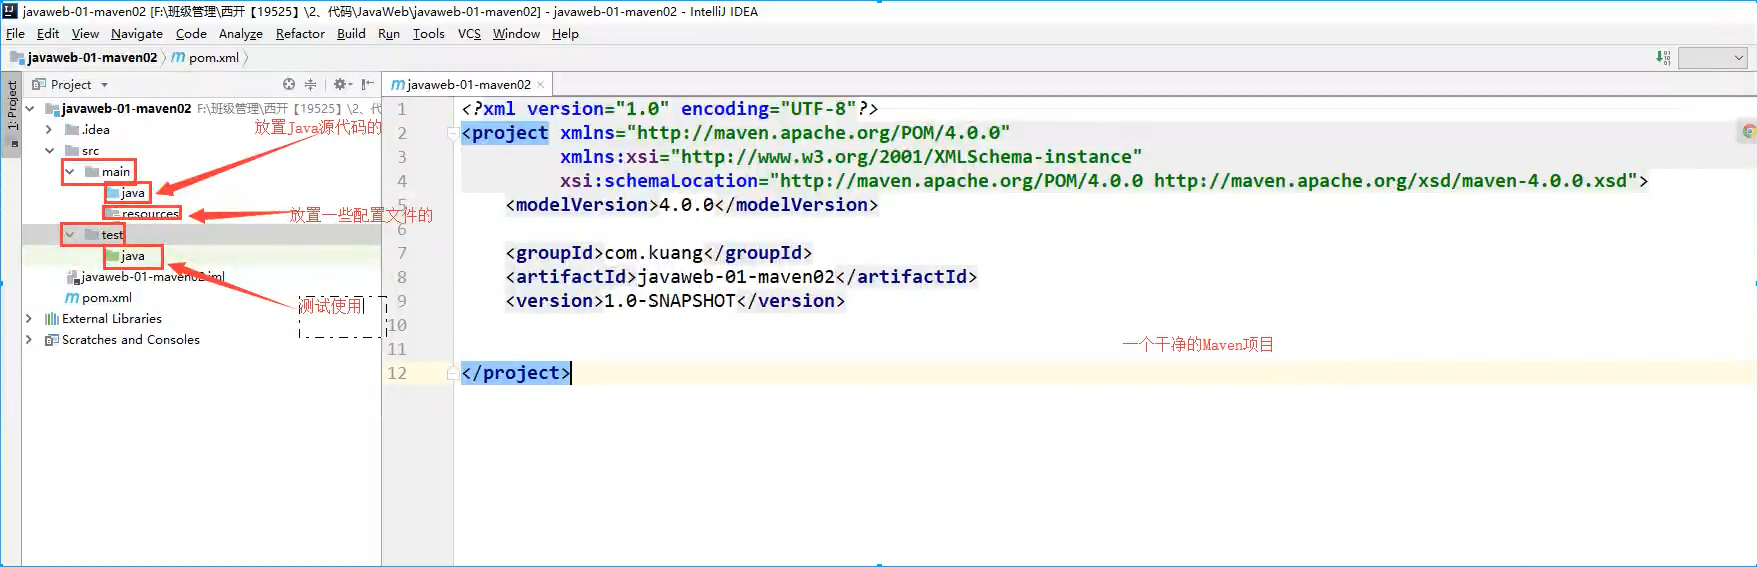 javaweb-01-maven02 [F:\班级管理\西开【19525】\2、代码\JavaWeb\javaweb-01-maven02] - javaweb-01-maven02 - IntelliJ IDEA
File Edit View Navigate Code Analyze Refactor Build Run Tools VCS Window Help
javaweb-01-maven02 pom.xml
1: Project
Project
javaweb-01-maven02 F:\班级管理\西开【19525】\2、代
.idea
放置Java源代码的
src
main
java
resources
放置一些配置文件的
test
java
javaweb-01-maven02.iml
测试使用
pom.xml
External Libraries
Scratches and Consoles
javaweb-01-maven02
1 <?xml version="1.0" encoding="UTF-8"?>
2 <project xmlns="http://maven.apache.org/POM/4.0.0"
3 xmlns:xsi="http://www.w3.org/2001/XMLSchema-instance"
4 xsi:schemaLocation="http://maven.apache.org/POM/4.0.0 http://maven.apache.org/xsd/maven-4.0.0.xsd">
5 <modelVersion>4.0.0</modelVersion>
6
7 <groupId>com.kuang</groupId>
8 <artifactId>javaweb-01-maven02</artifactId>
9 <version>1.0-SNAPSHOT</version>
10
11
一个干净的Maven项目
12 </project>